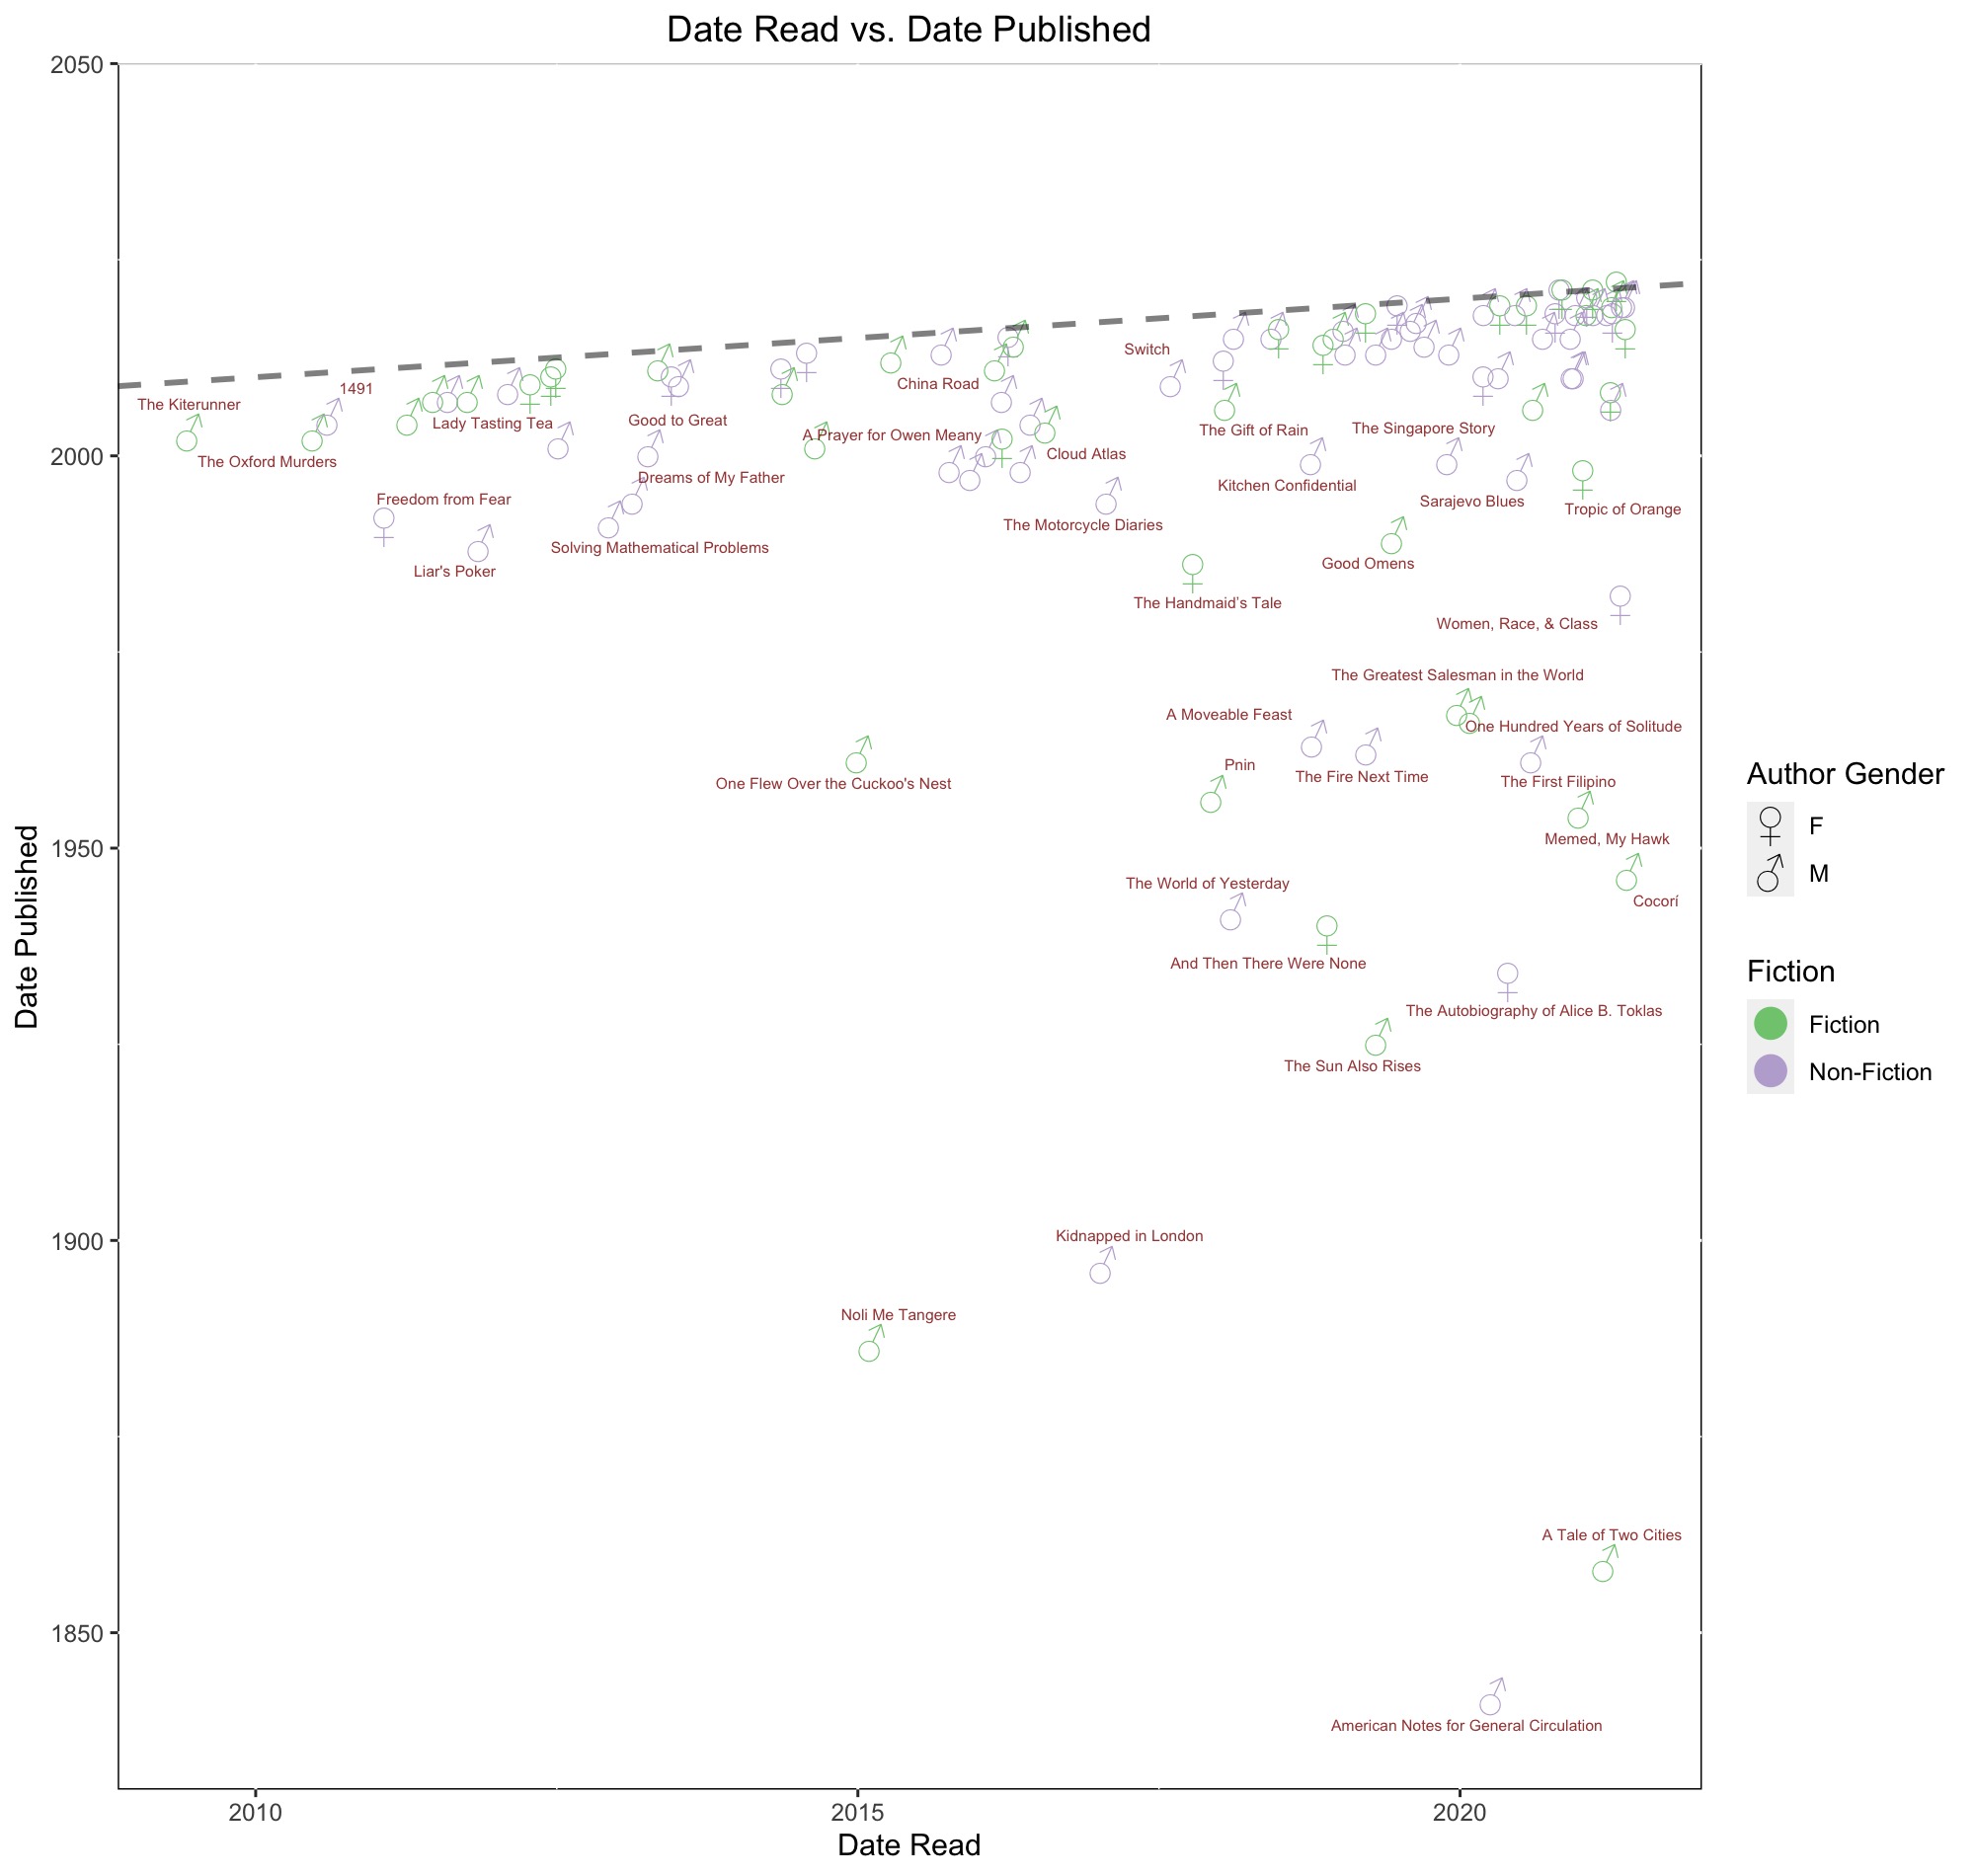 Date Read vs. Date Published
2050
2000
1950
1900
1850
Date Published
2010
2015
2020
Date Read
The Kiterunner
1491
The Oxford Murders
Lady Tasting Tea
Freedom from Fear
Liar's Poker
Good to Great
Dreams of My Father
Solving Mathematical Problems
China Road
A Prayer for Owen Meany
Cloud Atlas
The Motorcycle Diaries
Switch
The Gift of Rain
The Singapore Story
Kitchen Confidential
Sarajevo Blues
Tropic of Orange
Good Omens
The Handmaid's Tale
Women, Race, & Class
The Greatest Salesman in the World
A Moveable Feast
One Hundred Years of Solitude
Pnin
The Fire Next Time
The First Filipino
One Flew Over the Cuckoo's Nest
Memed, My Hawk
The World of Yesterday
Cocorí
And Then There Were None
The Autobiography of Alice B. Toklas
The Sun Also Rises
Kidnapped in London
Noli Me Tangere
A Tale of Two Cities
American Notes for General Circulation
Author Gender
F
M
Fiction
Fiction
Non-Fiction